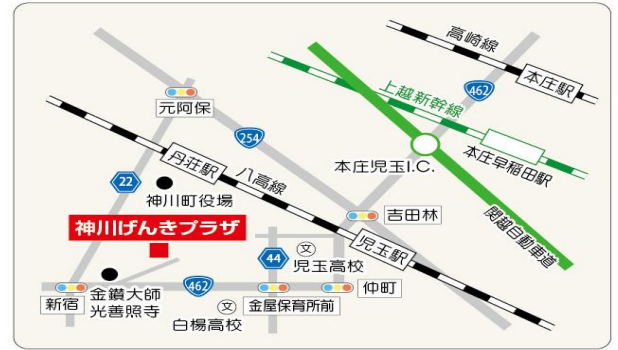 高崎線
本庄駅
462
上越新幹線
元阿保
254
本庄早稲田駅
本庄児玉I.C.
丹荘駅
八高線
22
神川町役場
吉田林
関越自動車道
神川げんきプラザ
児玉駅
文
児玉高校
44
462
仲町
新宿
金鑚大師
光善照寺
文
白楊高校
金屋保育所前